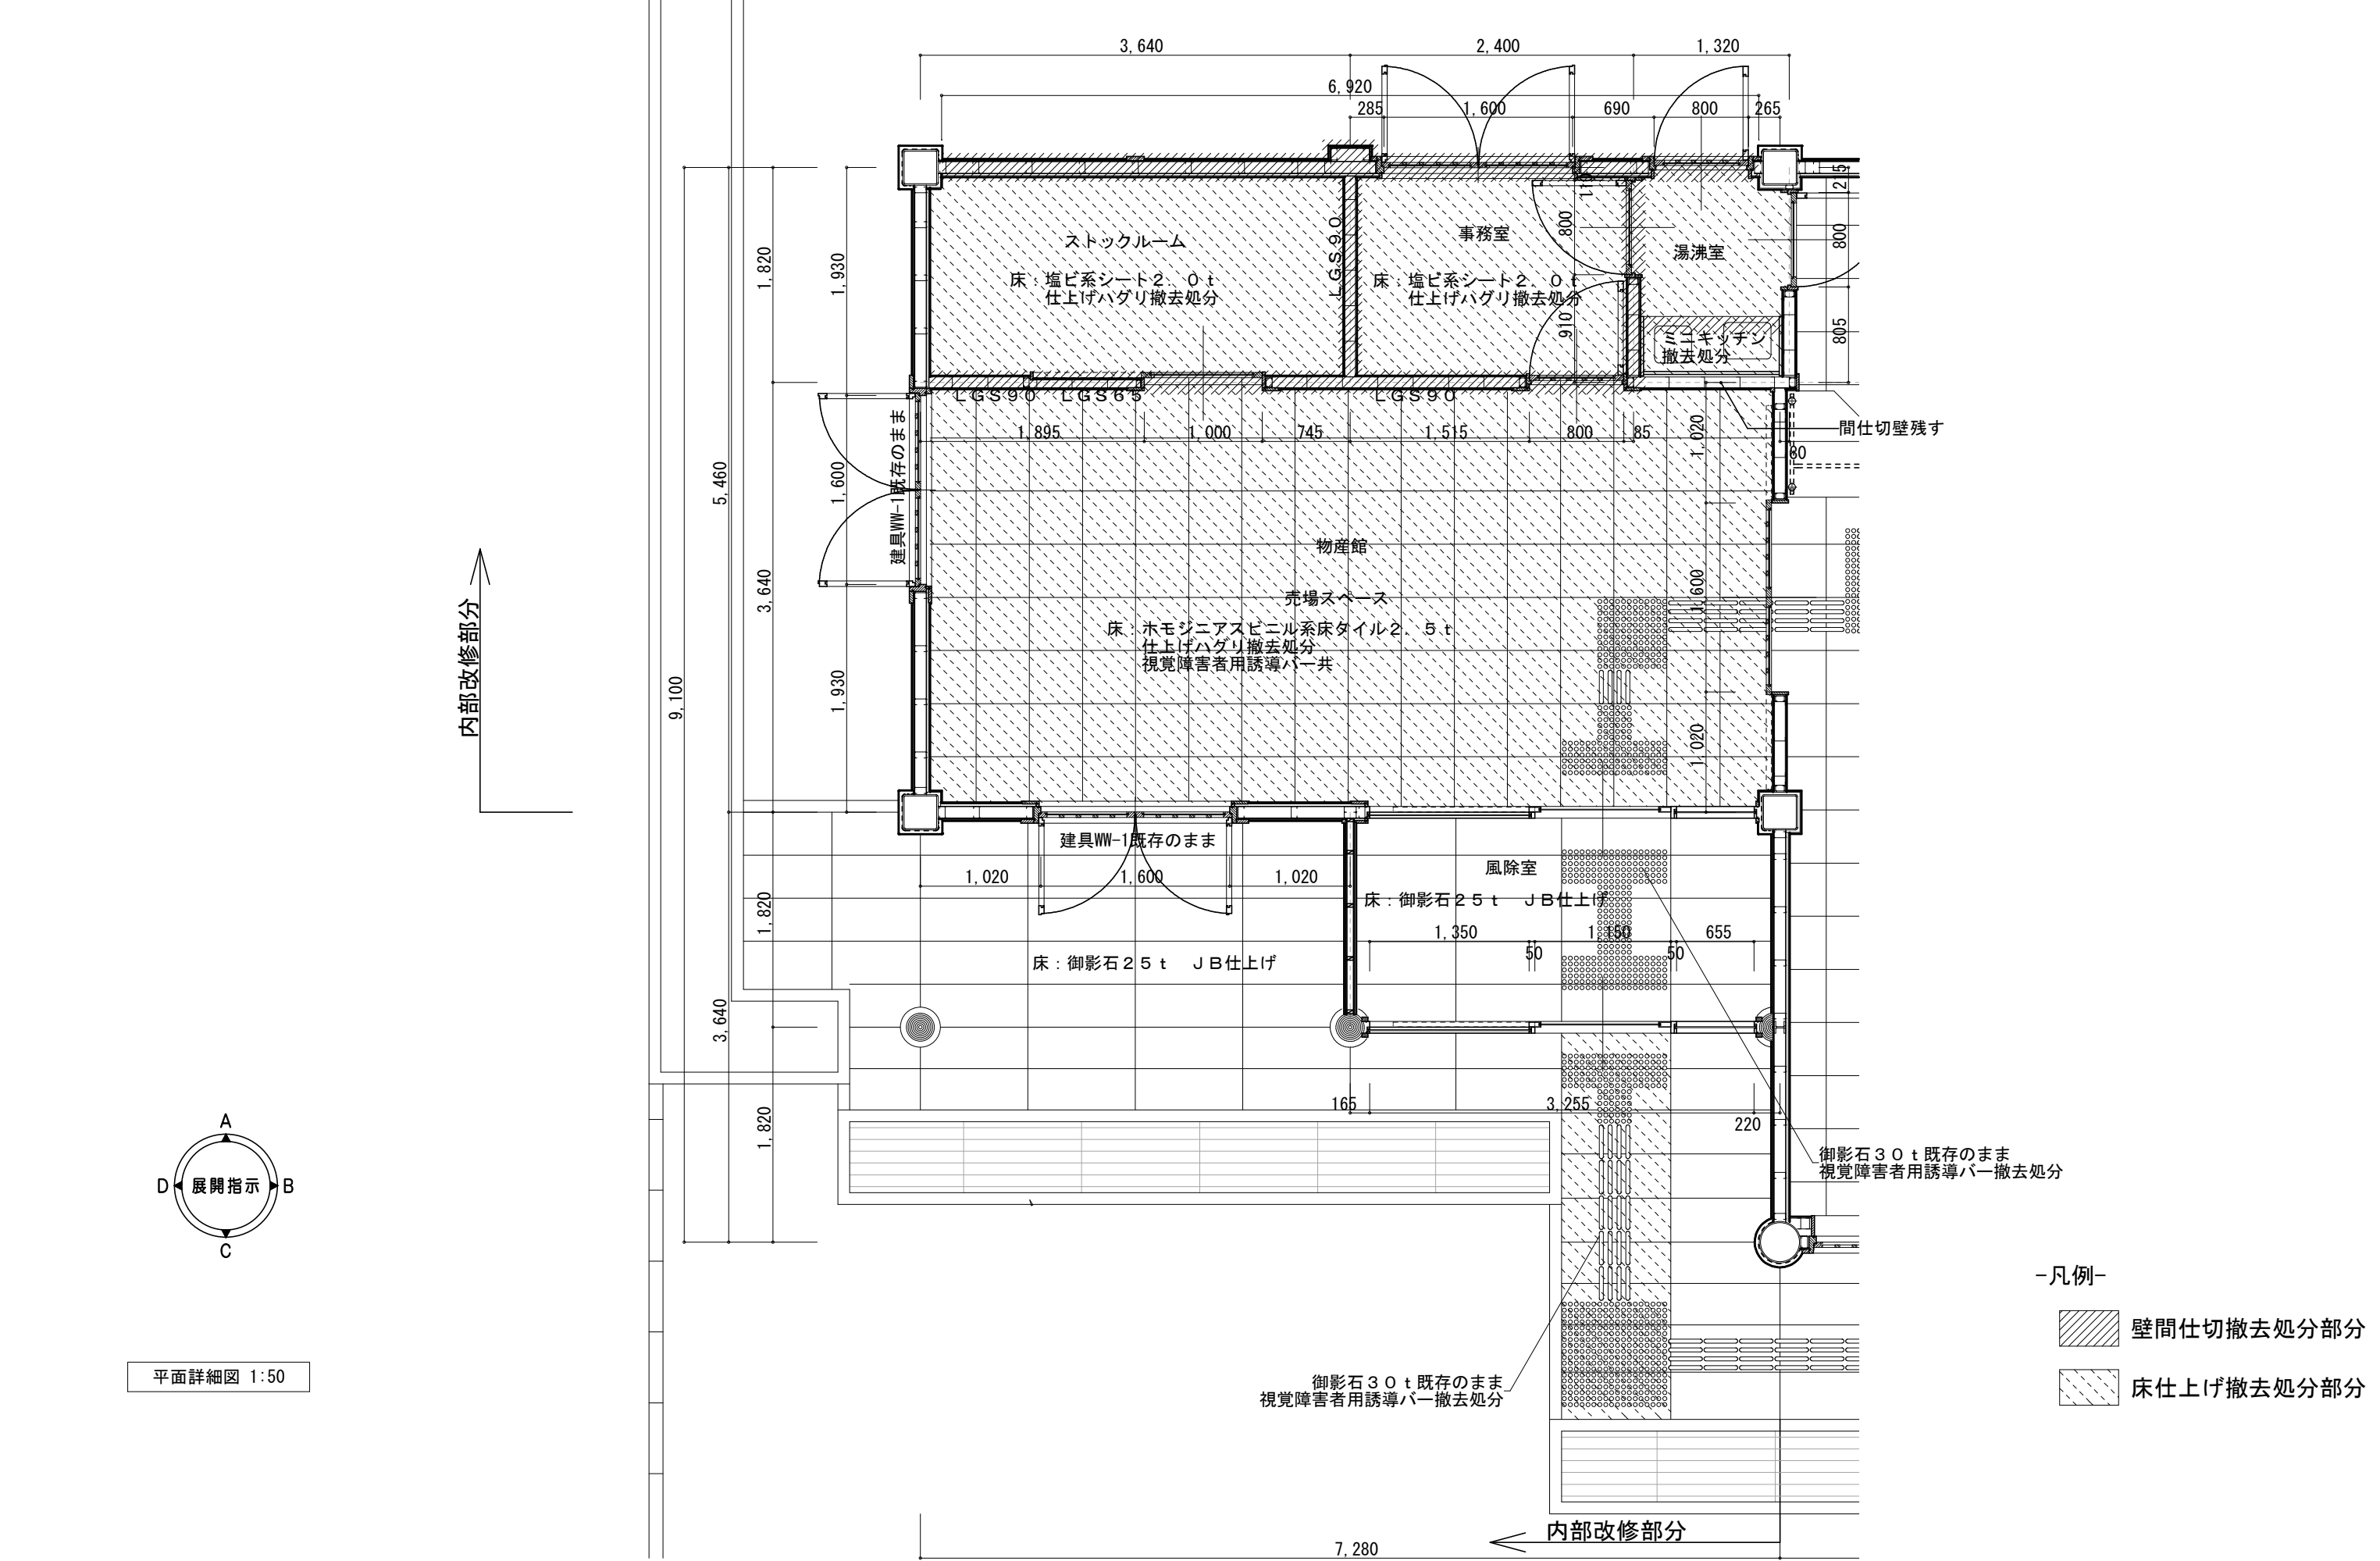 3,640
2,400
1,320
6,920
285
1,600
690
800
265
215
110
800
800
1,820
1,930
ストックルーム
LGS90
事務室
湯沸室
床：塩ビ系シート２．０ｔ
仕上げハグリ撤去処分
床：塩ビ系シート２．０ｔ
仕上げハグリ撤去処分
910
ミニキッチン
撤去処分
805
LGS90
LGS65
LGS90
間仕切壁残す
1,895
1,000
745
1,515
800
85
1,020
80
建具WW-1既存のまま
5,460
1,600
物産館
売場スペース
3,640
1,600
床：ホモジニアスビニル系床タイル２．５ｔ
仕上げハグリ撤去処分
視覚障害者用誘導バー共
内部改修部分
9,100
1,930
1,020
建具WW-1既存のまま
風除室
1,020
1,600
1,020
床：御影石２５ｔ　ＪＢ仕上げ
1,820
1,350
1,150
655
50
50
床：御影石２５ｔ　ＪＢ仕上げ
3,640
1,820
165
3,255
220
御影石３０ｔ既存のまま
視覚障害者用誘導バー撤去処分
A
D
展開指示
B
C
-凡例-
壁間仕切撤去処分部分
床仕上げ撤去処分部分
平面詳細図 1:50
御影石３０ｔ既存のまま
視覚障害者用誘導バー撤去処分
内部改修部分
7,280